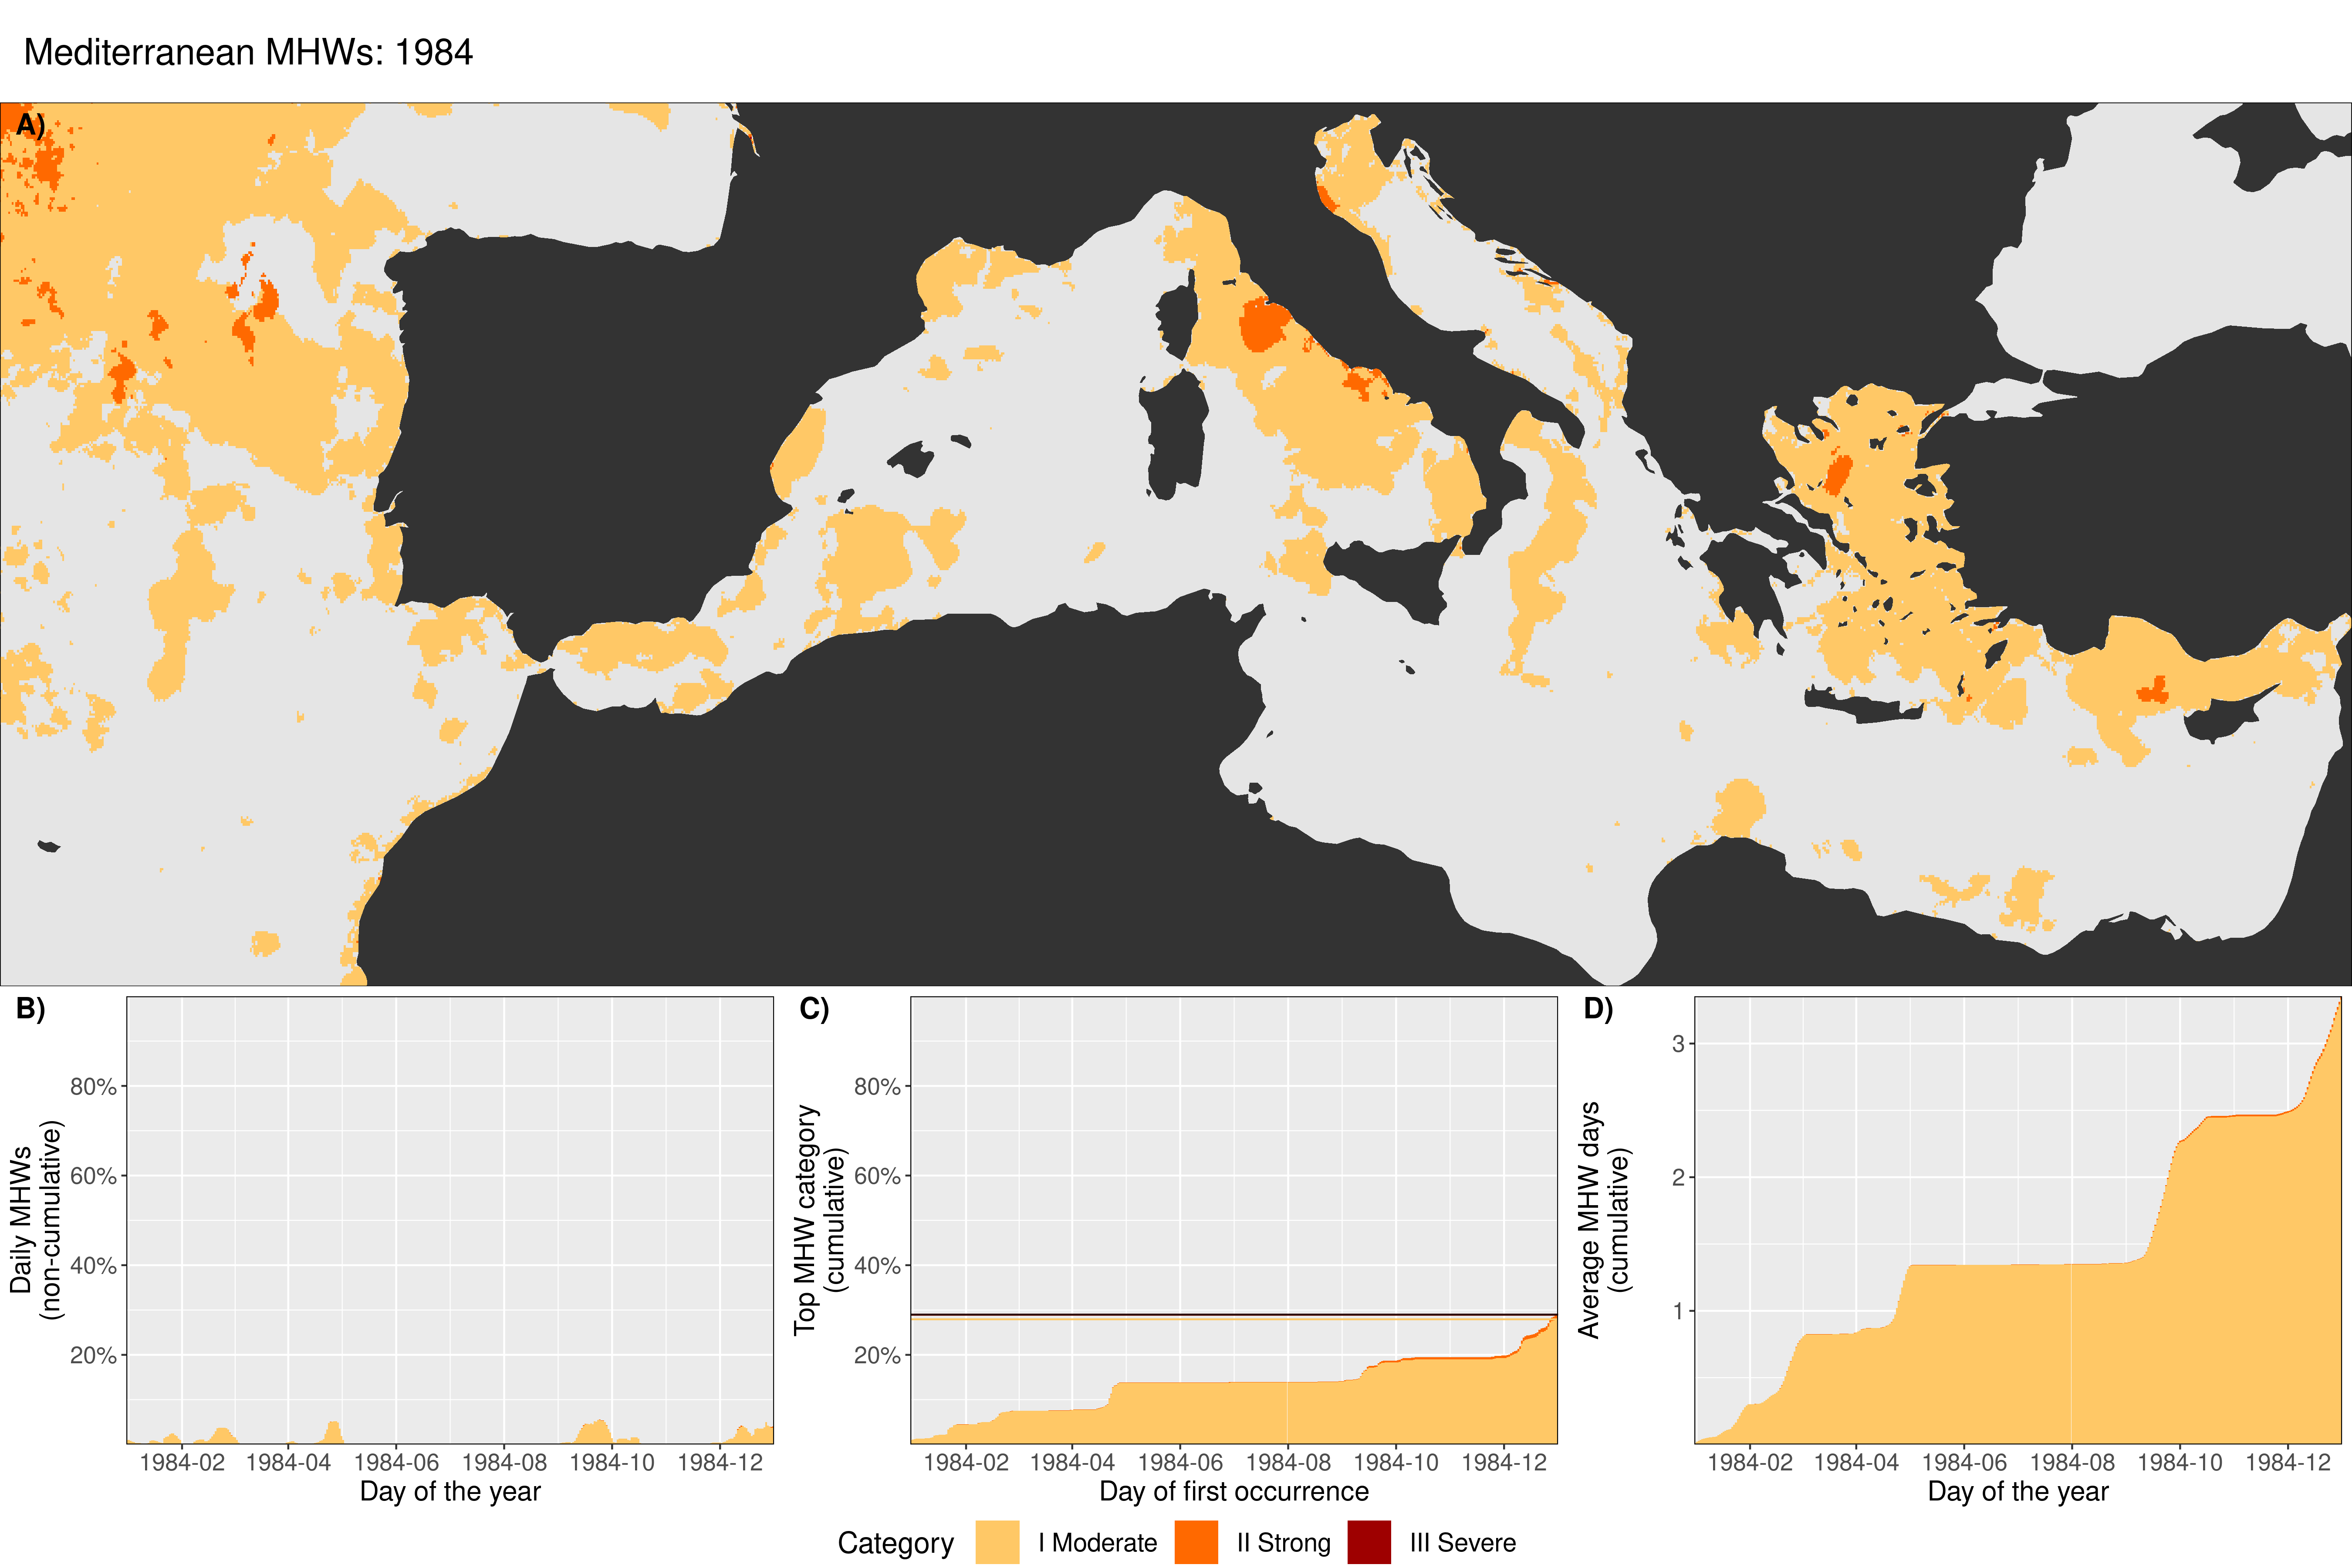 Mediterranean MHWs: 1984
A)
B)
Daily MHWs
(non-cumulative)
80%
60%
40%
20%
1984-02 1984-04 1984-06 1984-08 1984-10 1984-12
Day of the year
C)
Top MHW category
(cumulative)
80%
60%
40%
20%
1984-02 1984-04 1984-06 1984-08 1984-10 1984-12
Day of first occurrence
D)
Average MHW days
(cumulative)
3
2
1
1984-02 1984-04 1984-06 1984-08 1984-10 1984-12
Day of the year
Category I Moderate II Strong III Severe